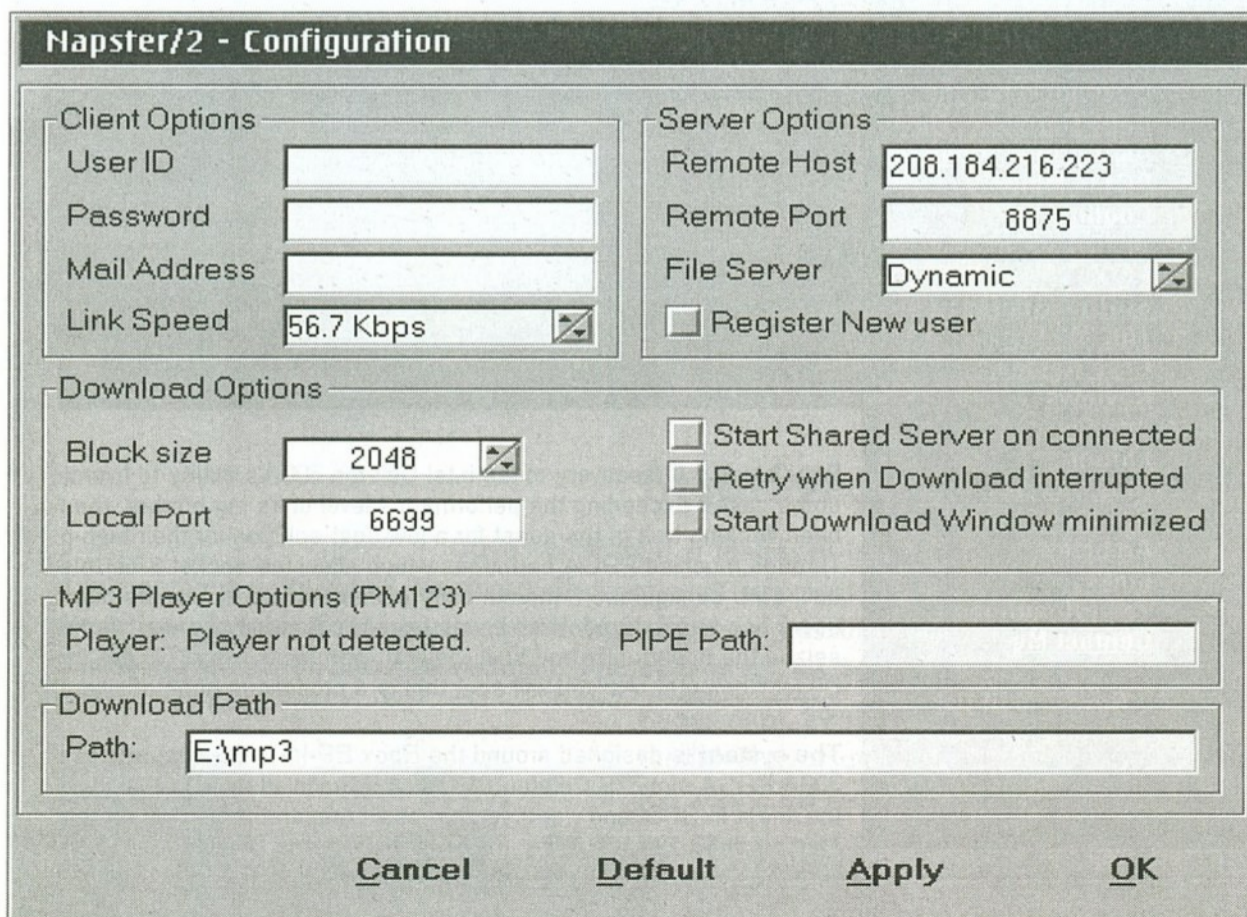 Napster/2 - Configuration
Client Options
User ID
Password
Mail Address
Link Speed 56.7 Kbps
Server Options
Remote Host 208.184.216.223
Remote Port 8875
File Server Dynamic
Register New user
Download Options
Block size 2048
Local Port 6699
Start Shared Server on connected
Retry when Download interrupted
Start Download Window minimized
MP3 Player Options (PM123)
Player: Player not detected.
PIPE Path:
Download Path
Path: E:\mp3
Cancel Default Apply OK